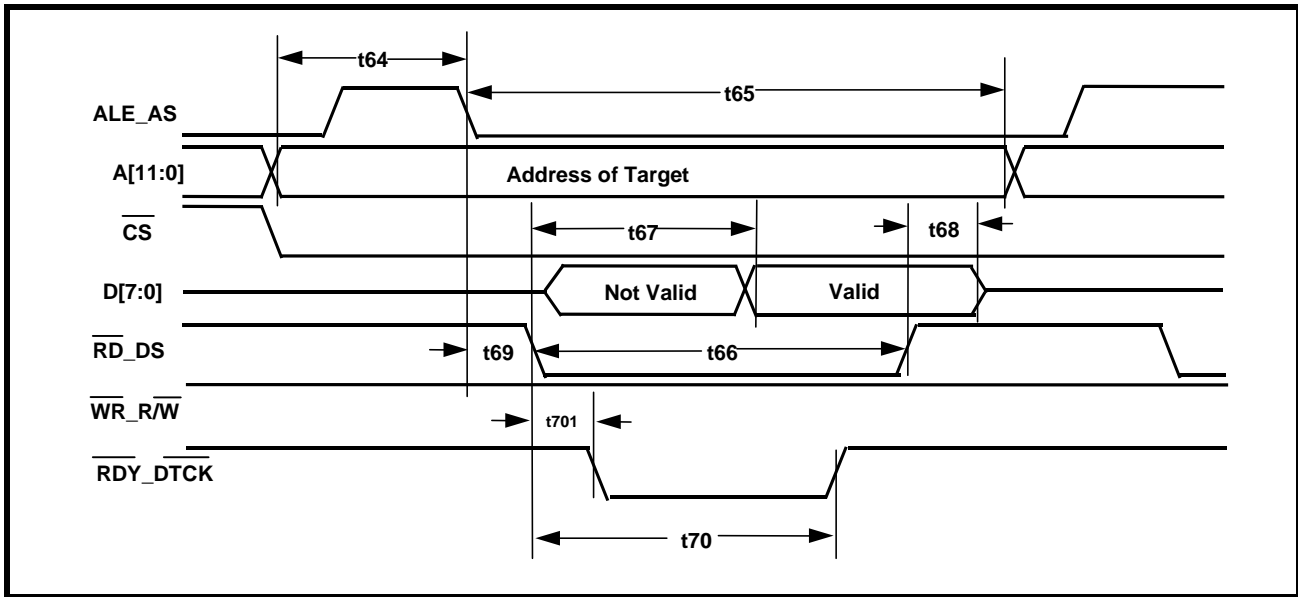 t64
ALE_AS
t65
A[11:0]
Address of Target
CS
t67
t68
D[7:0]
Not Valid
Valid
RD_DS
t69
t66
WR_R/W
t701
RDY_DTCK
t70